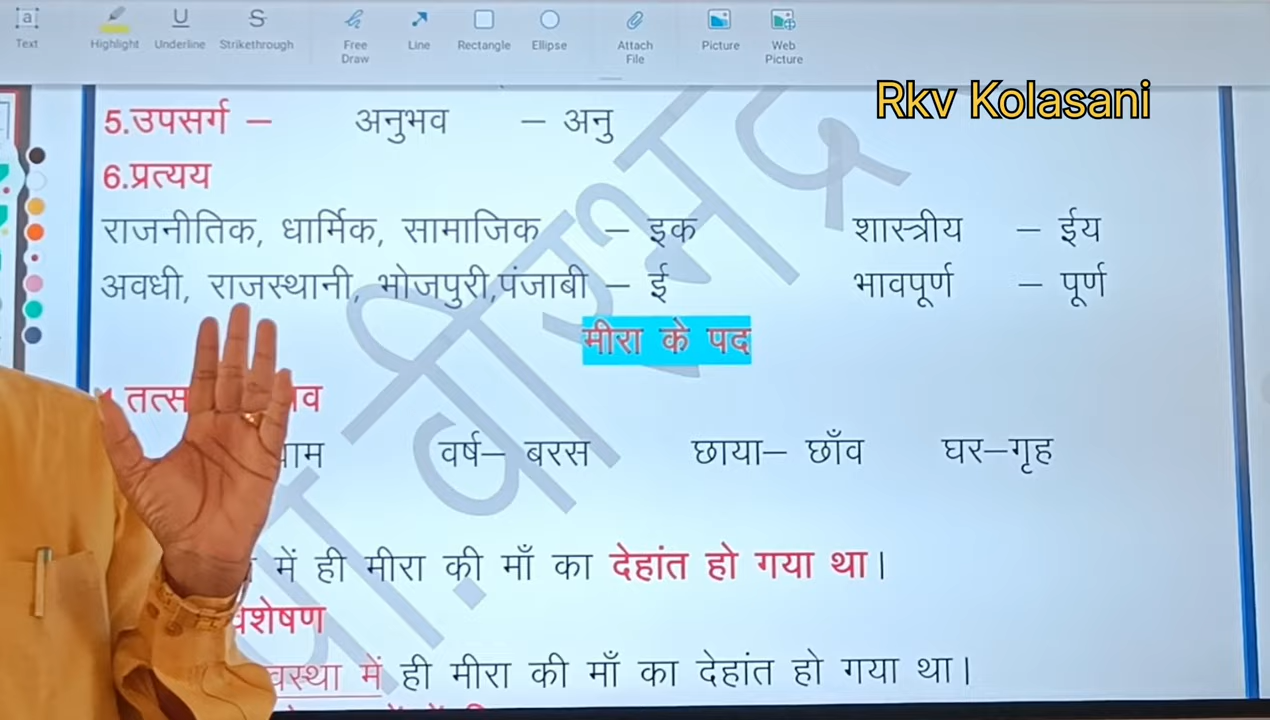 Text Highlight Underline Strikethrough Free Draw Line Rectangle Ellipse Attach File Picture Web Picture
Rkv Kolasani
5.उपसर्ग – अनुभव – अनु
6.प्रत्यय
राजनीतिक, धार्मिक, सामाजिक – इक शास्त्रीय – ईय
अवधी, राजस्थानी, भोजपुरी,पंजाबी – ई भावपूर्ण – पूर्ण
मीरा के पद
वर्ष– बरस छाया– छाँव घर–गृह
में ही मीरा की माँ का देहांत हो गया था।
में ही मीरा की माँ का देहांत हो गया था।